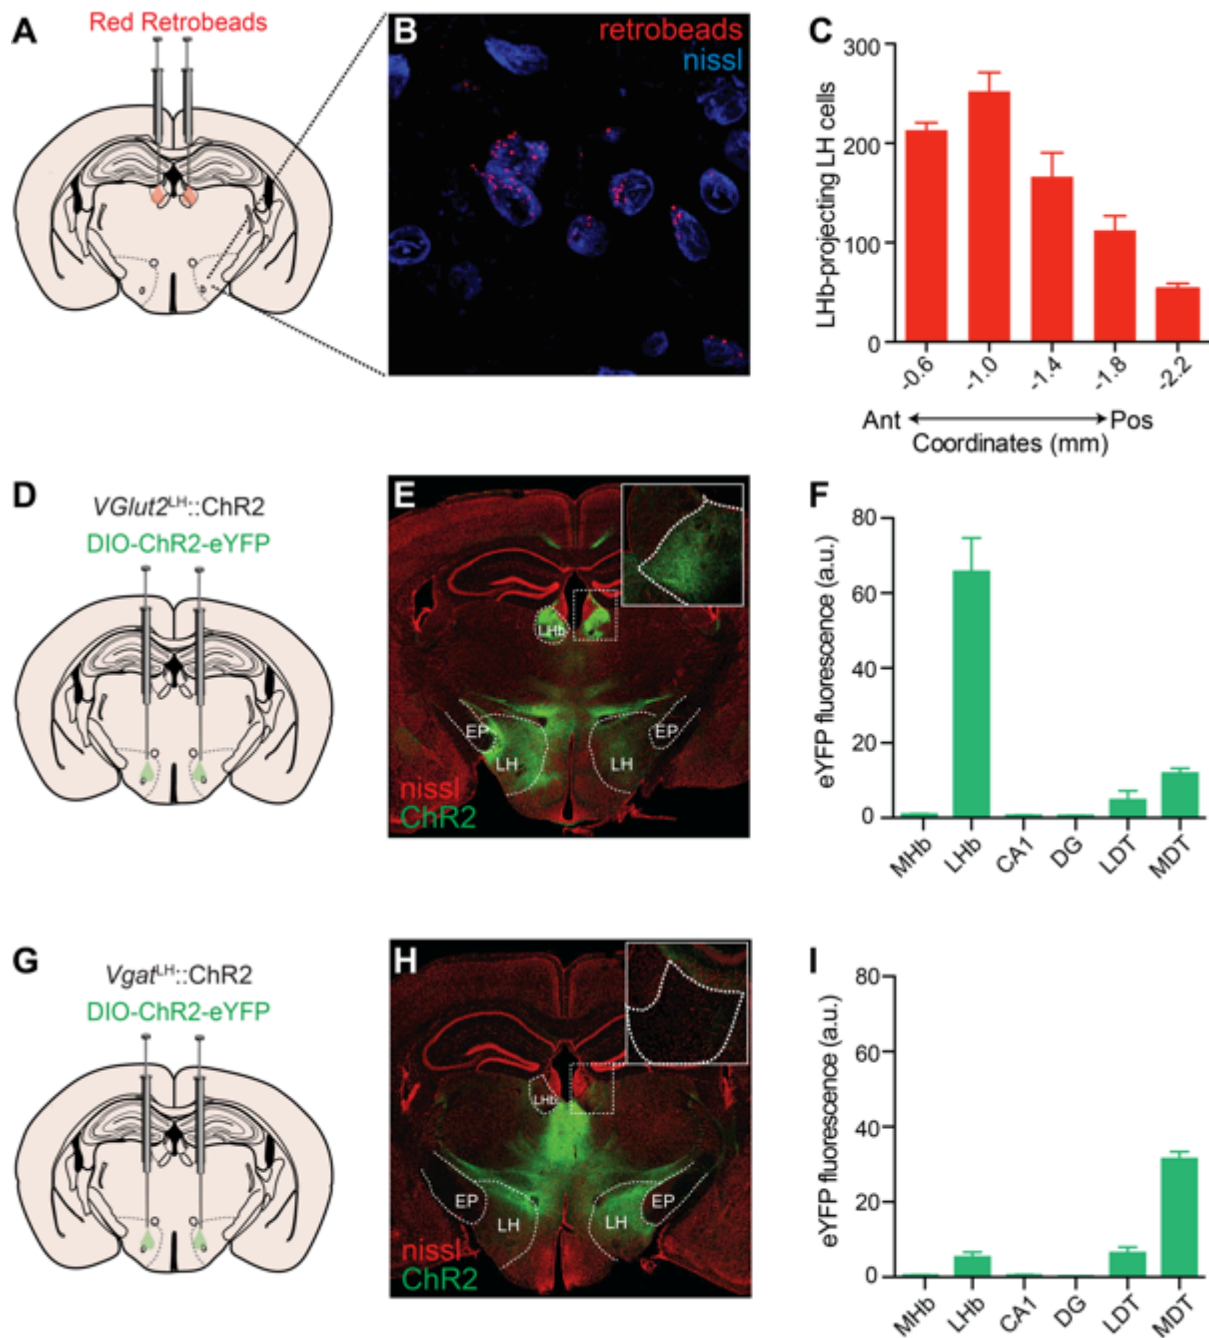 A
Red Retrobeads
B
retrobeads
nissl
C
300
200
100
0
LHb-projecting LH cells
-0.6
-1.0
-1.4
-1.8
-2.2
Ant
Pos
Coordinates (mm)
D
VGlut2LH::ChR2
DIO-ChR2-eYFP
E
LHb
EP
LH
LH
EP
nissl
ChR2
F
80
60
40
20
0
eYFP fluorescence (a.u.)
MHb
LHb
CA1
DG
LDT
MDT
G
VgatLH::ChR2
DIO-ChR2-eYFP
H
LHb
EP
LH
LH
EP
nissl
ChR2
I
80
60
40
20
0
eYFP fluorescence (a.u.)
MHb
LHb
CA1
DG
LDT
MDT